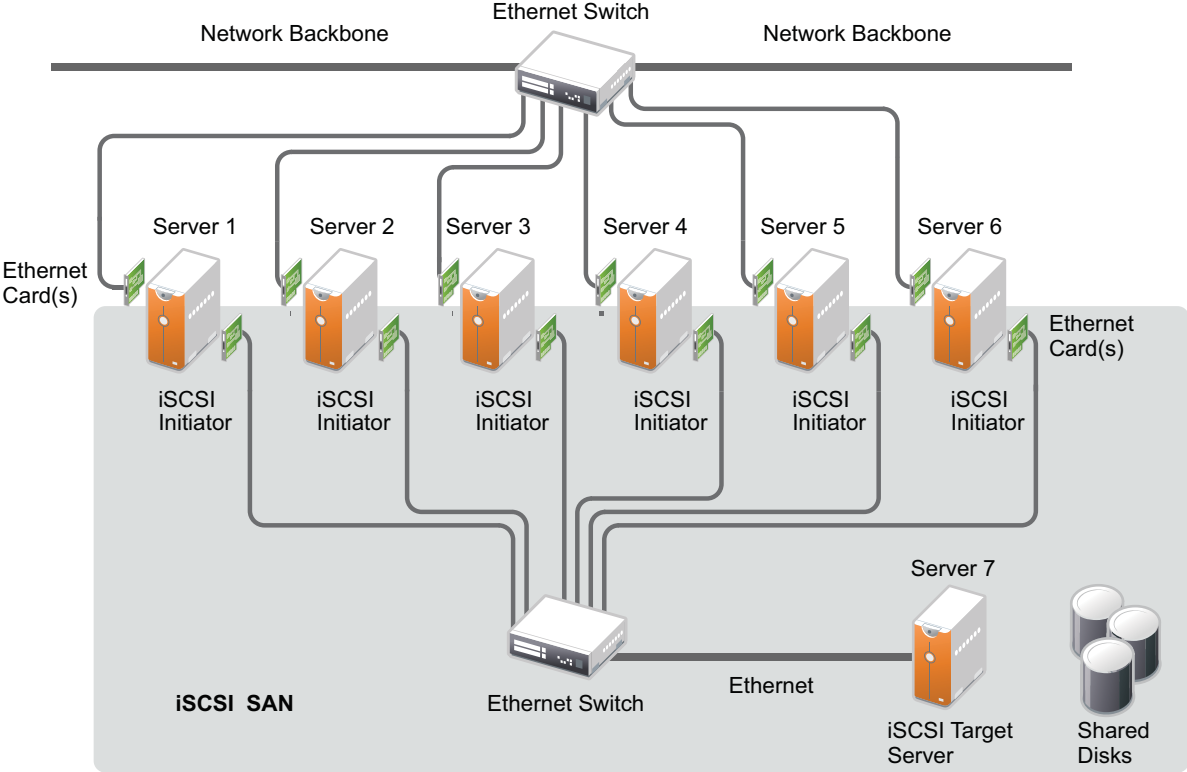 Ethernet Switch
Network Backbone
Network Backbone
Server 1
Server 2
Server 3
Server 4
Server 5
Server 6
Ethernet
Card(s)
Ethernet
Card(s)
iSCSI
Initiator
iSCSI
Initiator
iSCSI
Initiator
iSCSI
Initiator
iSCSI
Initiator
iSCSI
Initiator
Server 7
Ethernet
iSCSI SAN
Ethernet Switch
iSCSI Target
Server
Shared
Disks